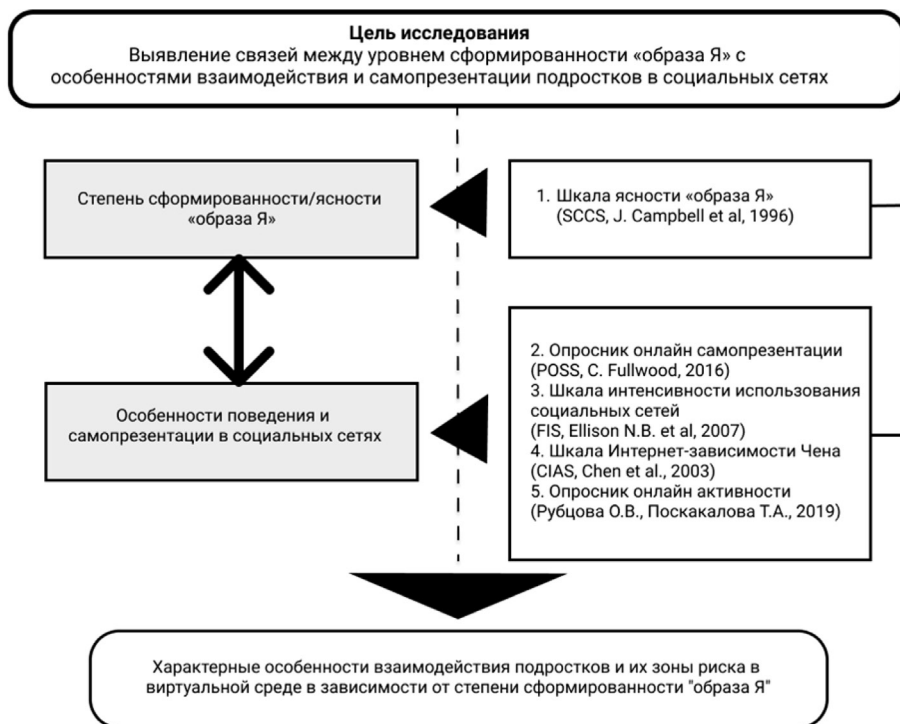 Цель исследования
Выявление связей между уровнем сформированности «образа Я» с
особенностями взаимодействия и самопрезентации подростков в социальных сетях
Степень сформированности/ясности
«образа Я»
1. Шкала ясности «образа Я»
(SCCS, J. Campbell et al, 1996)
Особенности поведения и
самопрезентации в социальных сетях
2. Опросник онлайн самопрезентации
(POSS, C. Fullwood, 2016)
3. Шкала интенсивности использования
социальных сетей
(FIS, Ellison N.B. et al, 2007)
4. Шкала Интернет-зависимости Чена
(CIAS, Chen et al., 2003)
5. Опросник онлайн активности
(Рубцова О.В., Поскакалова Т.А., 2019)
Характерные особенности взаимодействия подростков и их зоны риска в
виртуальной среде в зависимости от степени сформированности "образа Я"